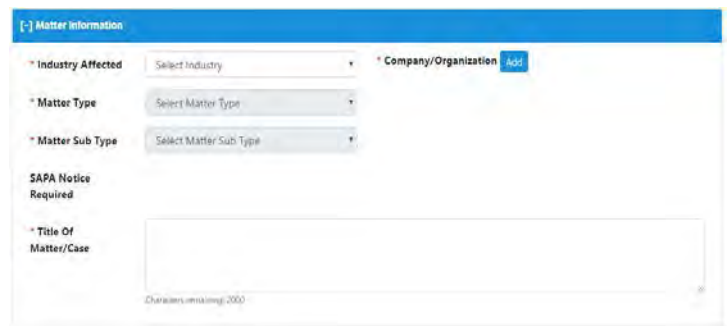 [-] Matter Information
* Industry Affected Select Industry * Company/Organization Add
* Matter Type Select Matter Type
* Matter Sub Type Select Matter Sub Type
SAPA Notice
Required
* Title Of
Matter/Case
Characters remaining: 2000